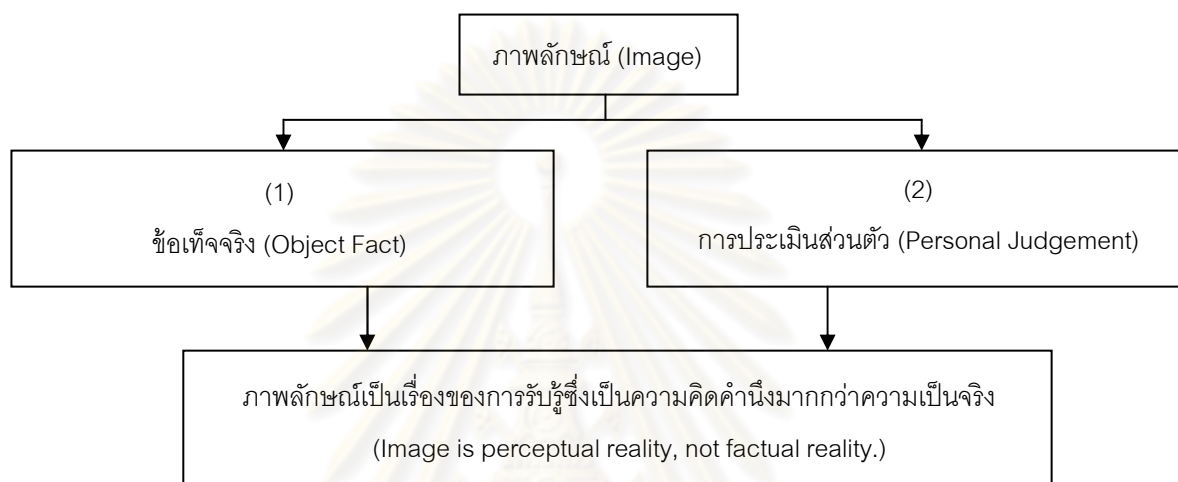 ภาพลักษณ์ (Image)
(1)
ข้อเท็จจริง (Object Fact)
(2)
การประเมินส่วนตัว (Personal Judgement)
ภาพลักษณ์เป็นเรื่องของการรับรู้ซึ่งเป็นความคิดคำนึงมากกว่าความเป็นจริง
(Image is perceptual reality, not factual reality.)